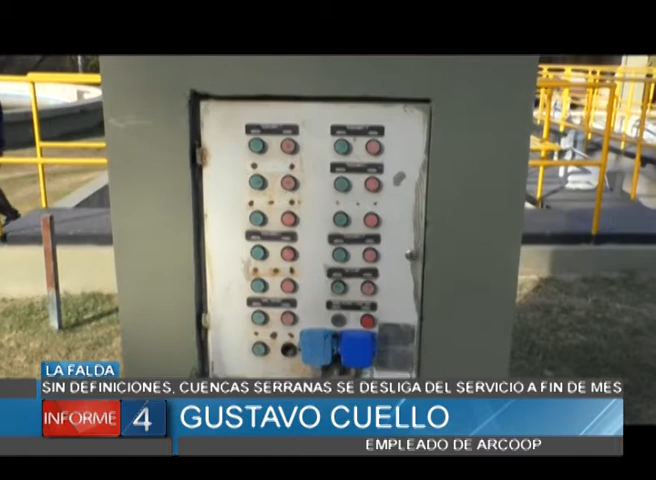 LA FALDA
SIN DEFINICIONES, CUENCAS SERRANAS SE DESLIGA DEL SERVICIO A FIN DE MES
INFORME 4
GUSTAVO CUELLO
EMPLEADO DE ARCOOP